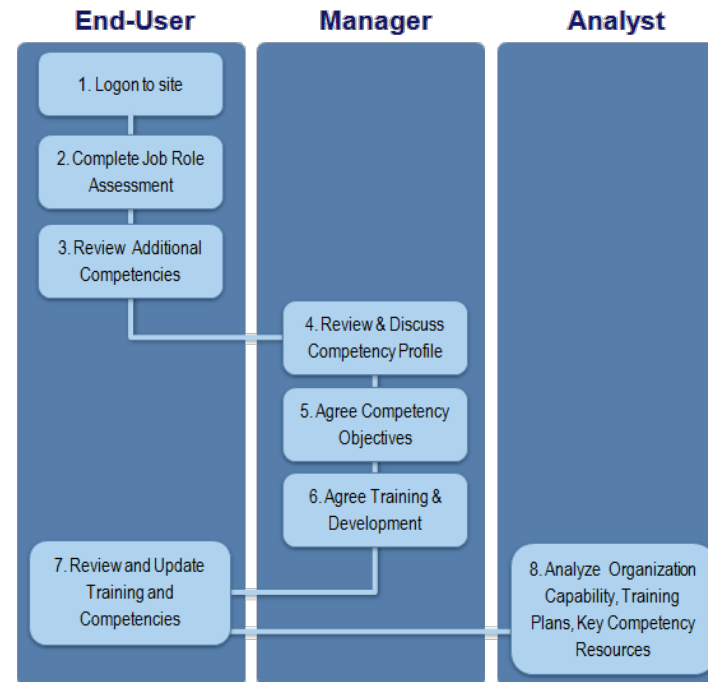 End-User
Manager
Analyst
1. Logon to site
2. Complete Job Role
Assessment
3. Review Additional
Competencies
4. Review & Discuss
Competency Profile
5. Agree Competency
Objectives
6. Agree Training &
Development
7. Review and Update
Training and
Competencies
8. Analyze Organization
Capability, Training
Plans, Key Competency
Resources